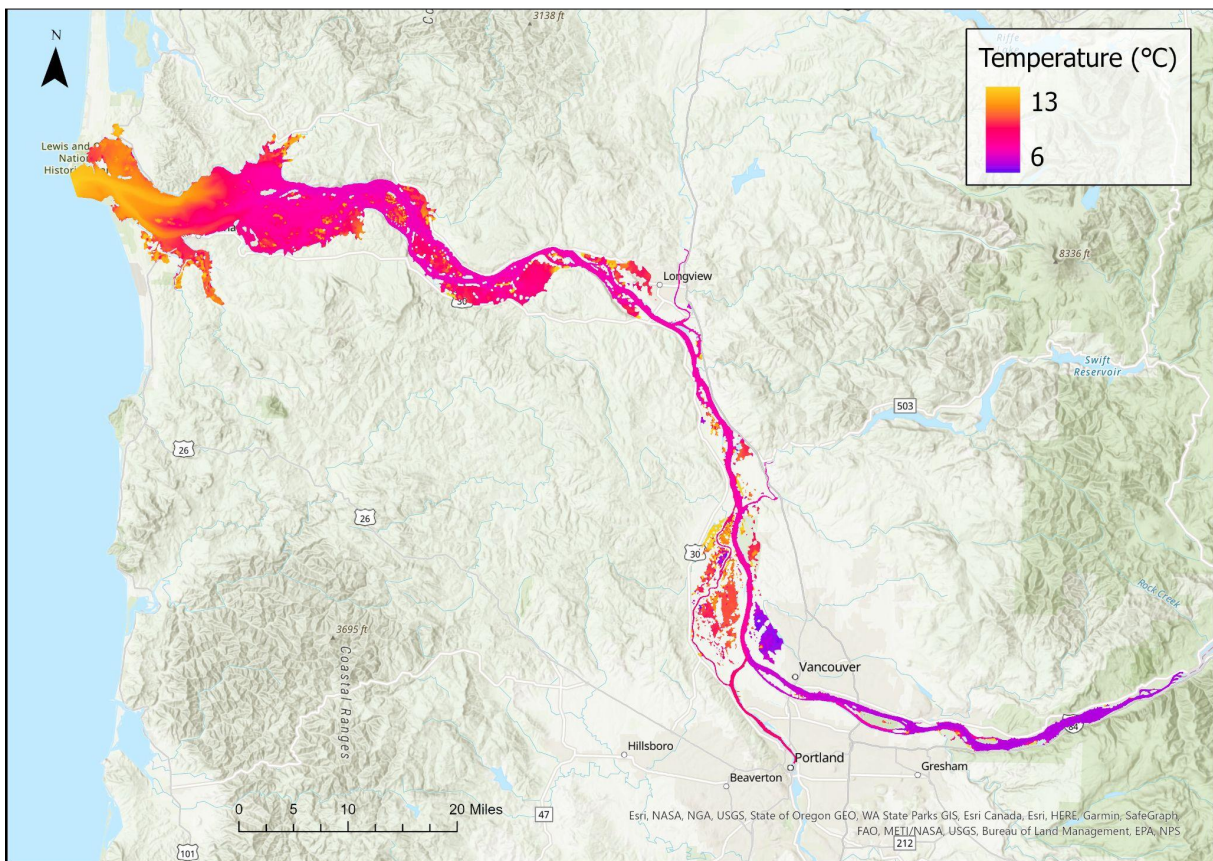 3138 ft
Riffe
N
Temperature (°C)
13
6
Lewis and
National
Longview
30
8336 ft
Swift
Reservoir
503
26
26
30
Rock Creek
3695 ft
Coastal Ranges
Vancouver
84
Hillsboro
Portland
Beaverton
Gresham
0 5 10 20 Miles
47
Esri, NASA, NGA, USGS, State of Oregon GEO, WA State Parks GIS, Esri Canada, Esri, HERE, Garmin, SafeGraph,
FAO, METI/NASA, USGS, Bureau of Land Management, EPA, NPS
212
101